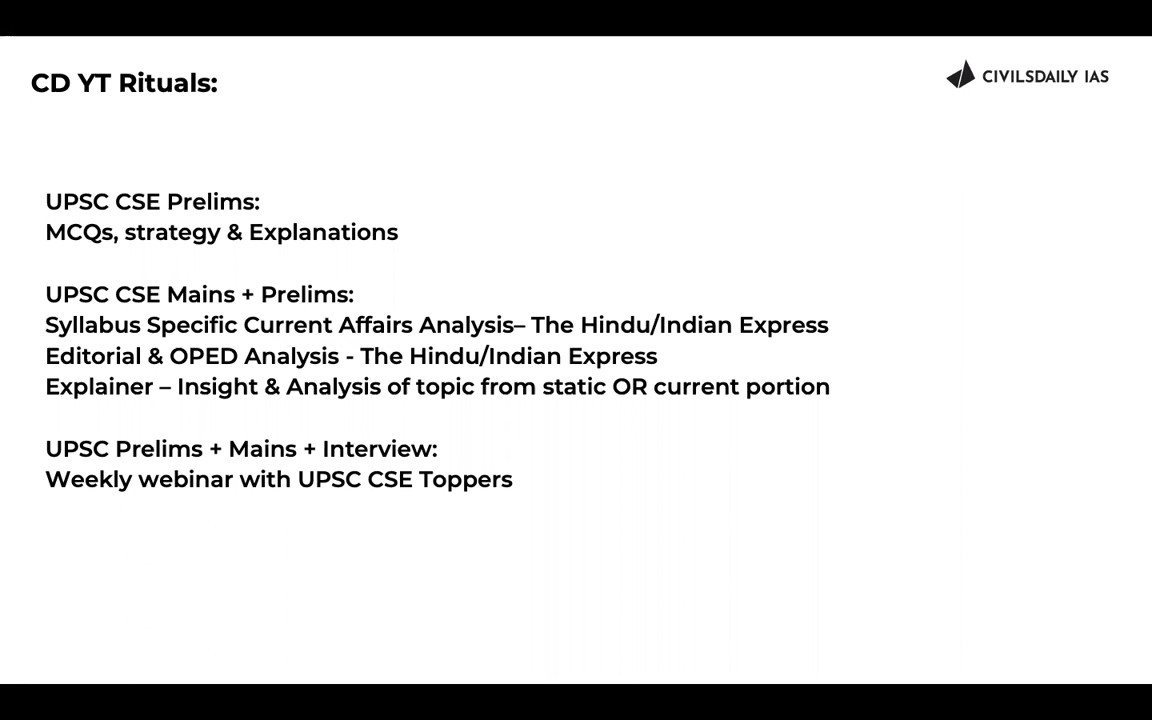 CD YT Rituals:
CIVILSDAILY IAS
UPSC CSE Prelims:
MCQs, strategy & Explanations
UPSC CSE Mains + Prelims:
Syllabus Specific Current Affairs Analysis– The Hindu/Indian Express
Editorial & OPED Analysis - The Hindu/Indian Express
Explainer – Insight & Analysis of topic from static OR current portion
UPSC Prelims + Mains + Interview:
Weekly webinar with UPSC CSE Toppers